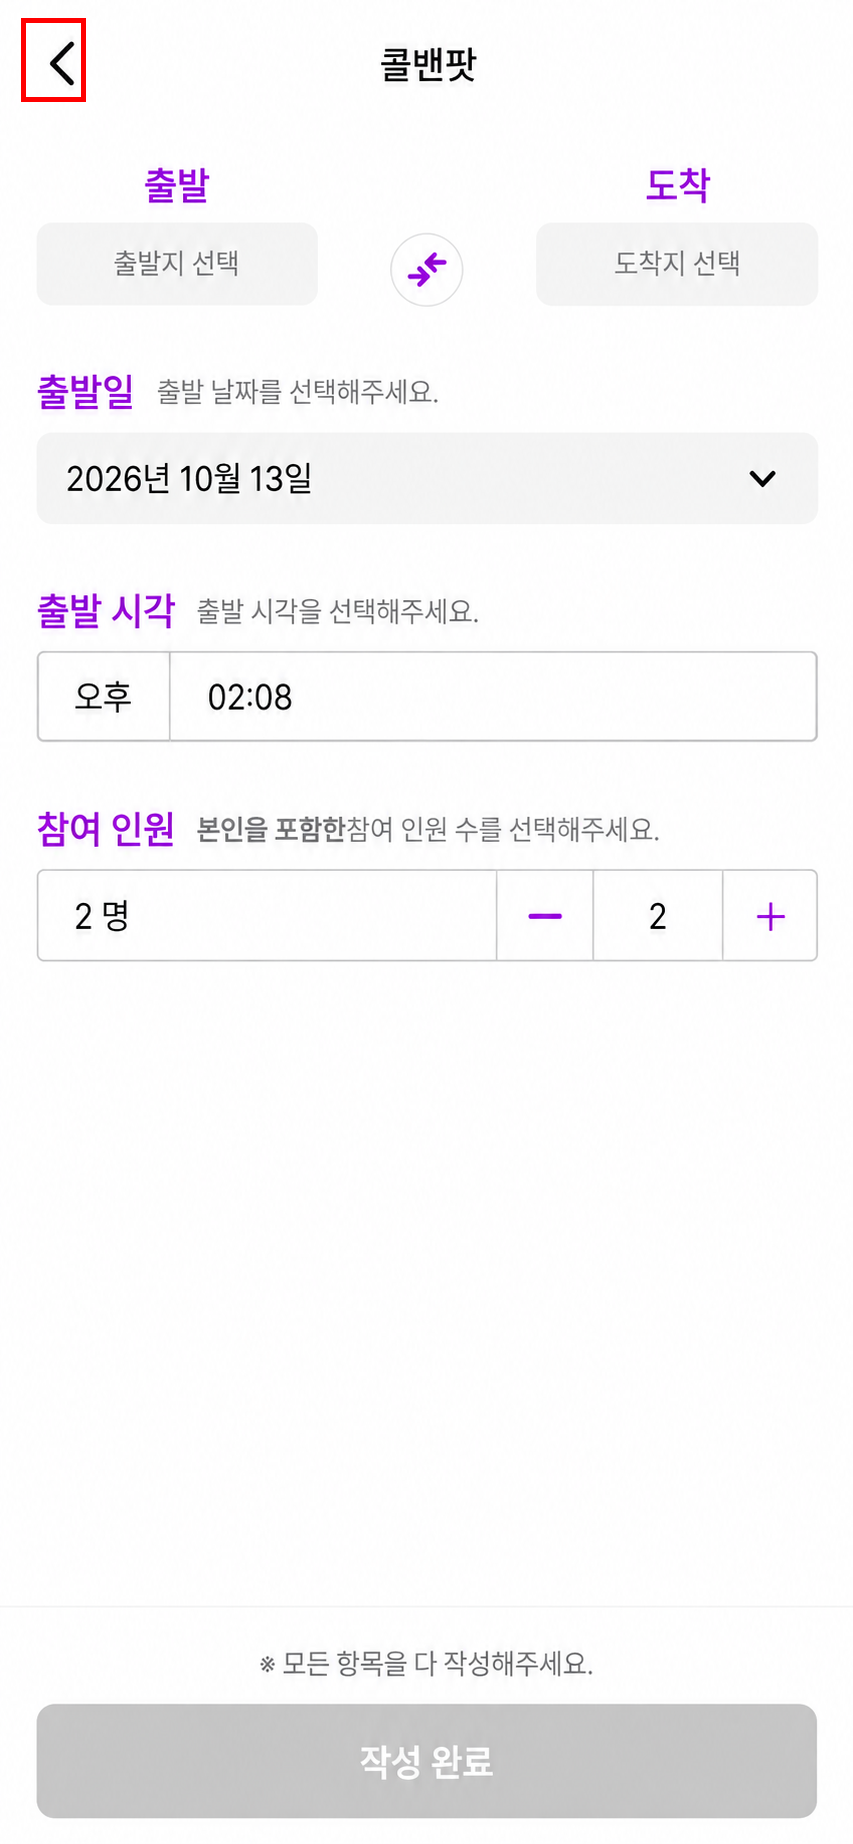 콜밴팟
출발
도착
출발지 선택
도착지 선택
출발일 출발 날짜를 선택해주세요.
2026년 10월 13일
출발 시각 출발 시각을 선택해주세요.
오후 02:08
참여 인원 본인을 포함한참여 인원 수를 선택해주세요.
2 명 — 2 +
※ 모든 항목을 다 작성해주세요.
작성 완료